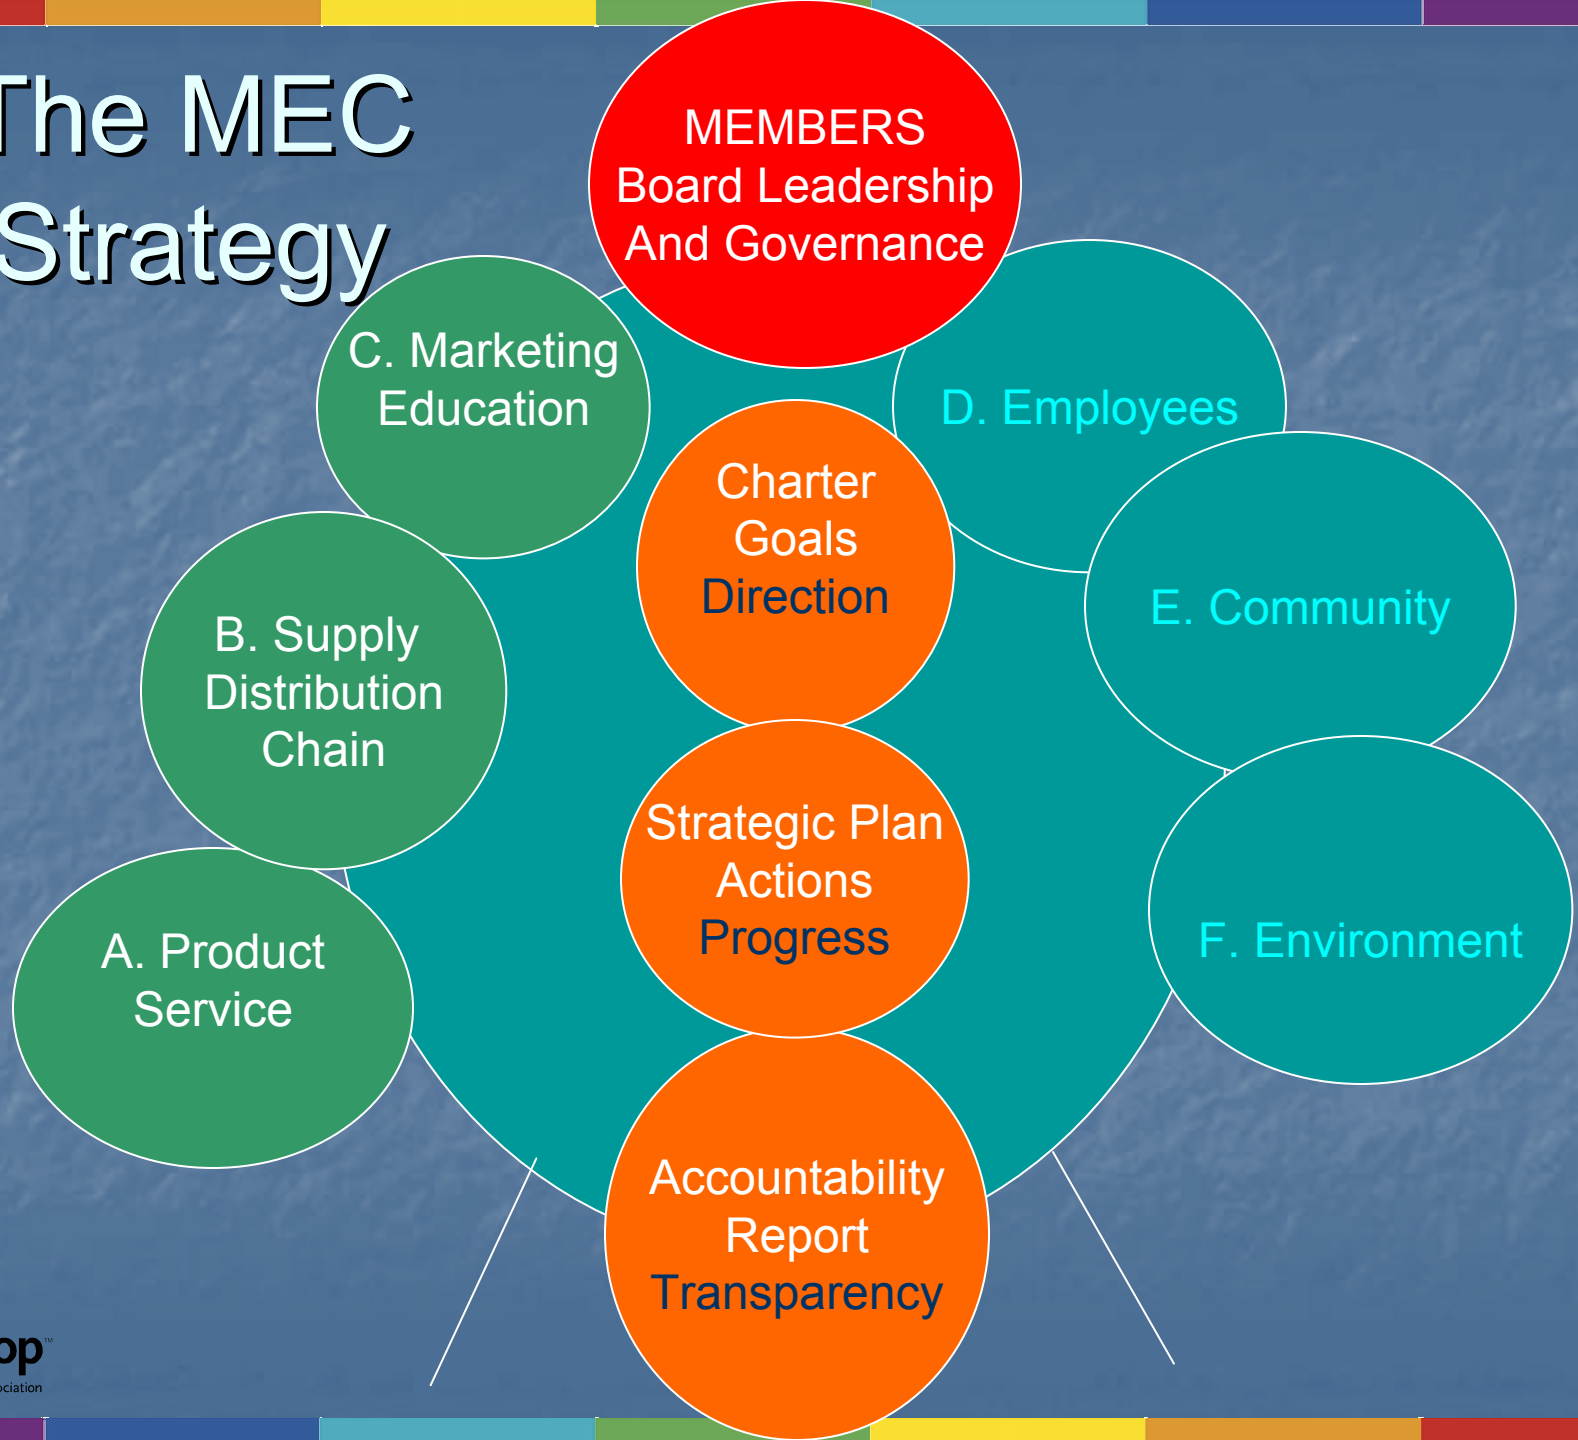 The MEC
Strategy
MEMBERS
Board Leadership
And Governance
C. Marketing
Education
D. Employees
Charter
Goals
Direction
B. Supply
Distribution
Chain
E. Community
Strategic Plan
Actions
Progress
A. Product
Service
F. Environment
Accountability
Report
Transparency